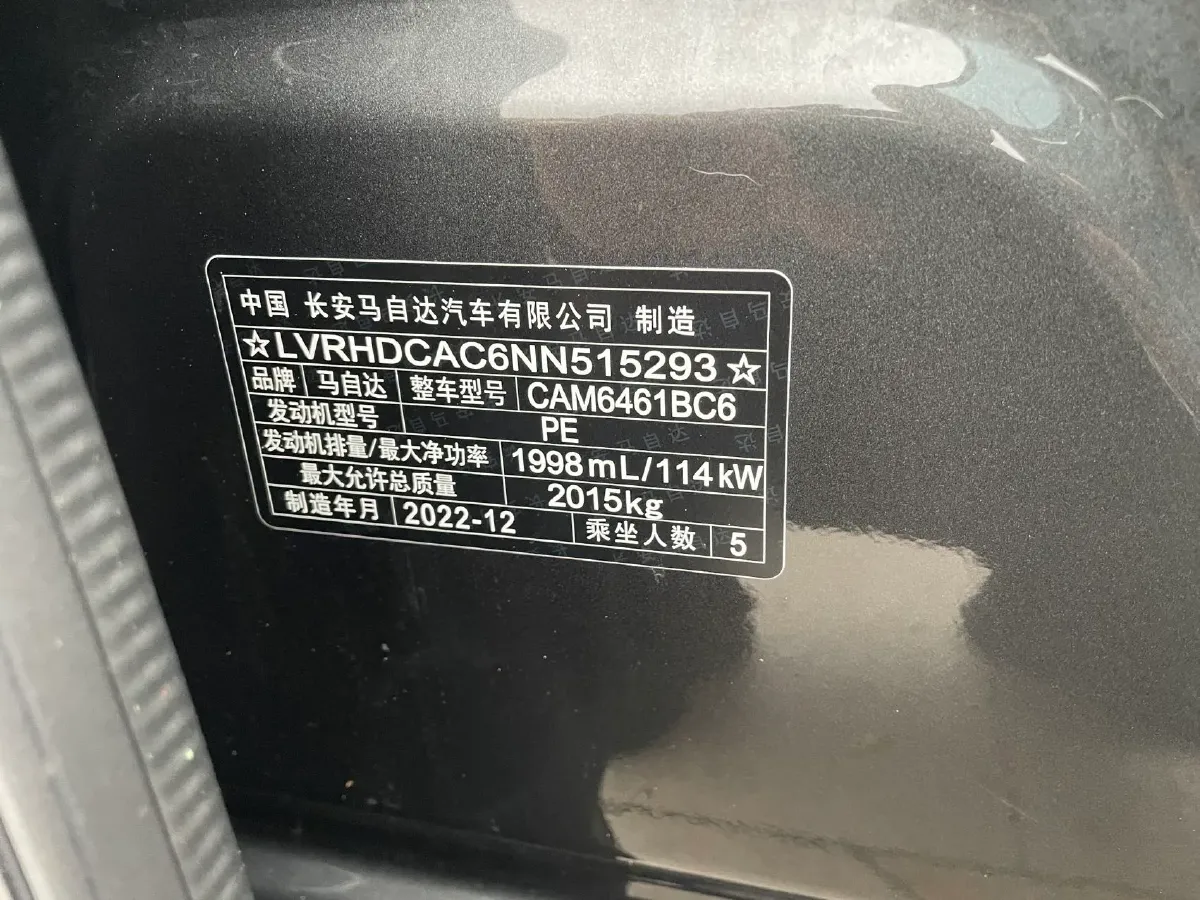 中国 长安马自达汽车有限公司 制造
☆LVRHDCAC6NN515293☆
品牌 马自达 整车型号 CAM6461BC6
发动机型号 PE
发动机排量/最大净功率 1998mL/114kW
最大允许总质量 2015kg
制造年月 2022-12 乘坐人数 5